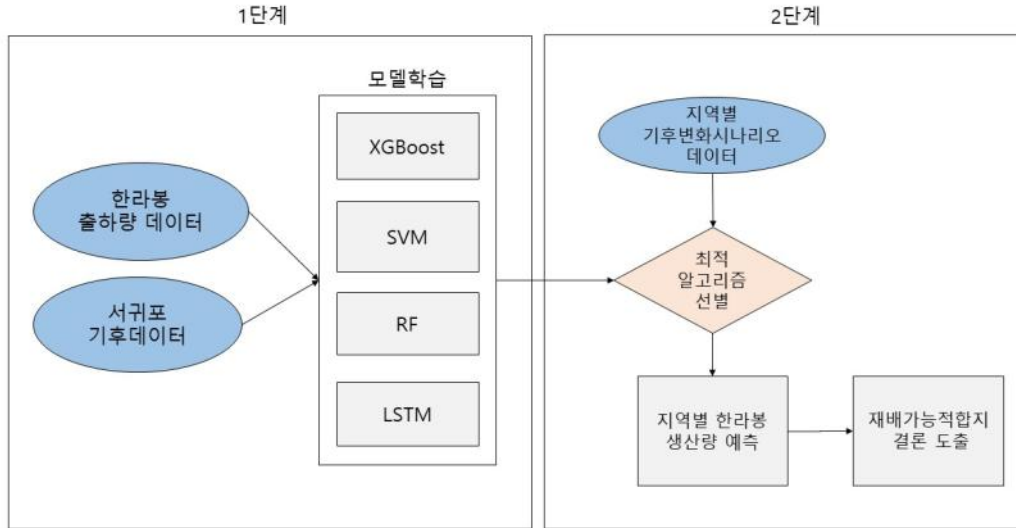 1단계
2단계
모델학습
XGBoost
SVM
RF
LSTM
한라봉
출하량 데이터
서귀포
기후데이터
지역별
기후변화시나리오
데이터
최적
알고리즘
선별
지역별 한라봉
생산량 예측
재배가능적합지
결론 도출